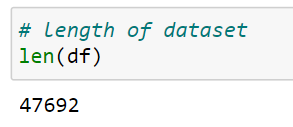 # length of dataset
len(df)
47692